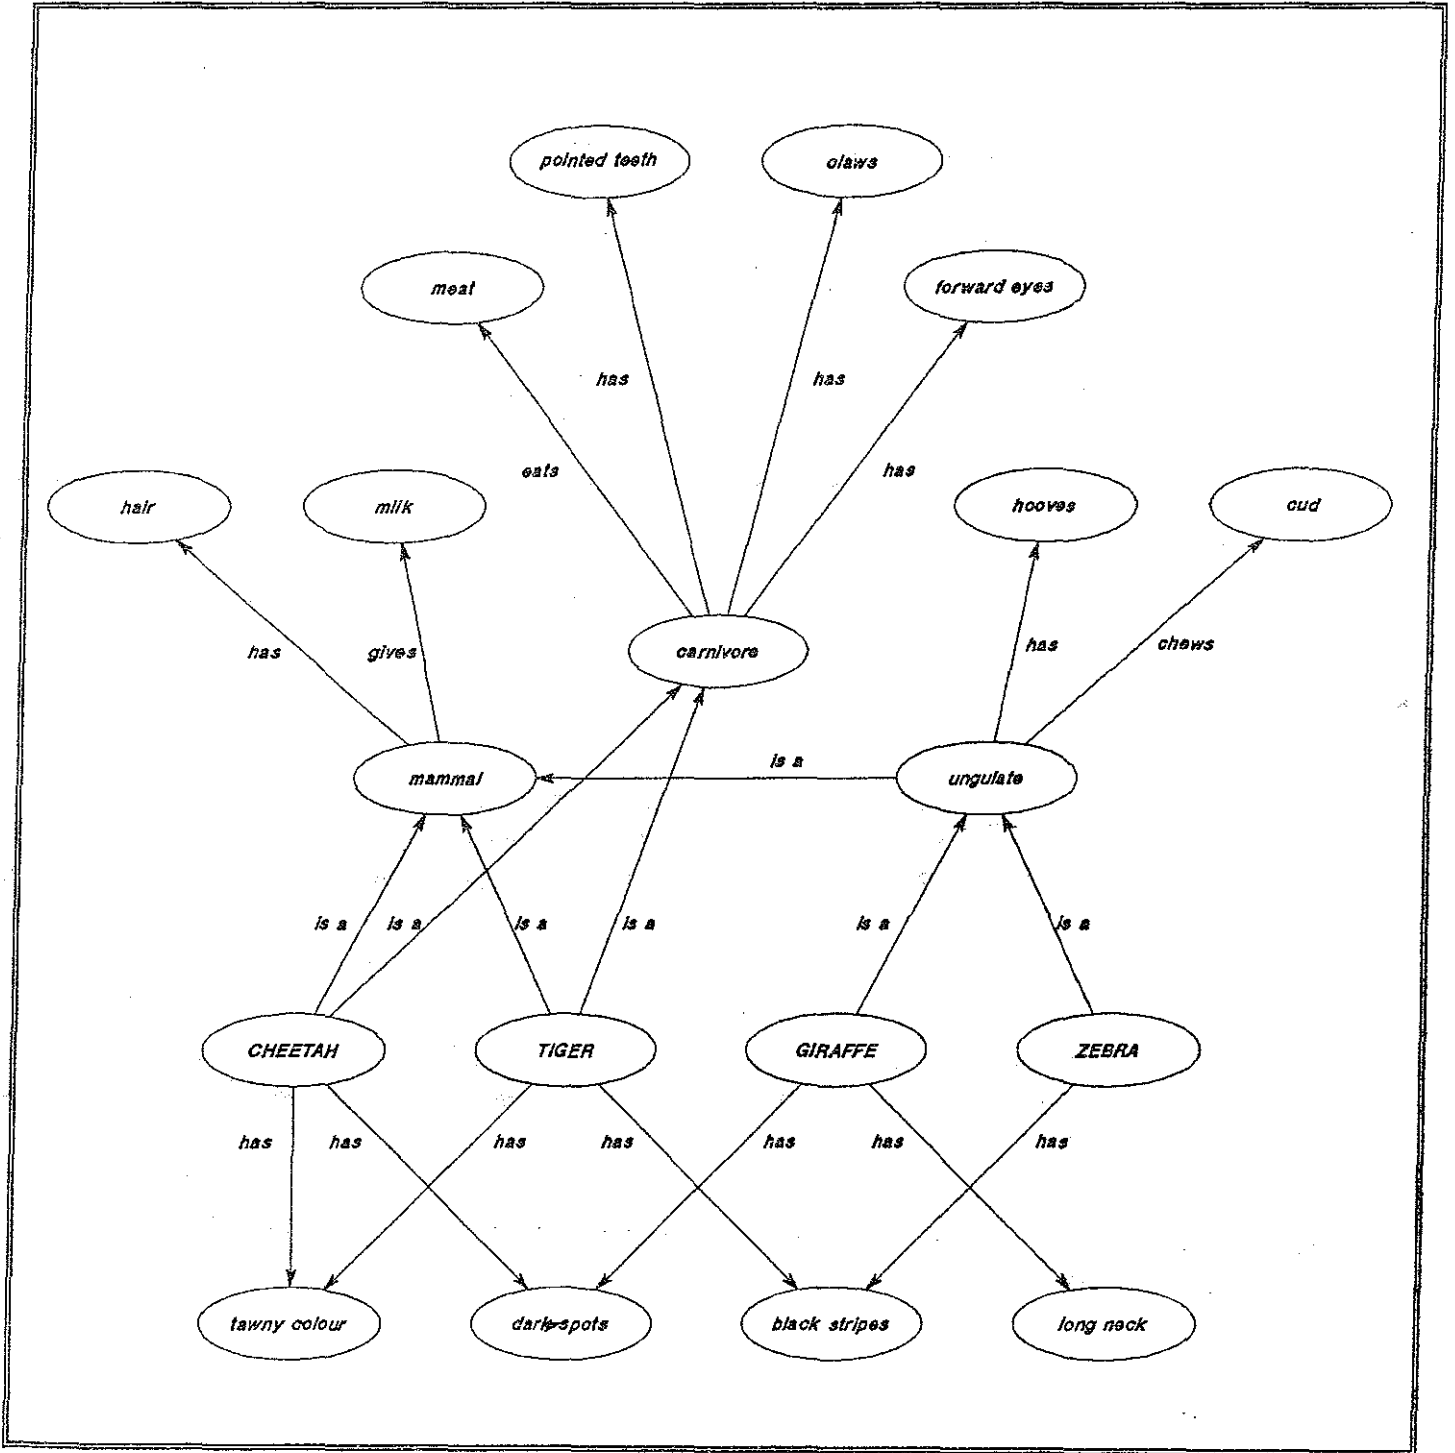 pointed teeth
claws
meat
forward eyes
has
has
eats
has
hair
milk
hooves
cud
has
gives
carnivore
has
chews
mammal
is a
ungulate
is a
is a
is a
is a
is a
is a
CHEETAH
TIGER
GIRAFFE
ZEBRA
has
has
has
has
has
has
has
tawny colour
dark spots
black stripes
long neck